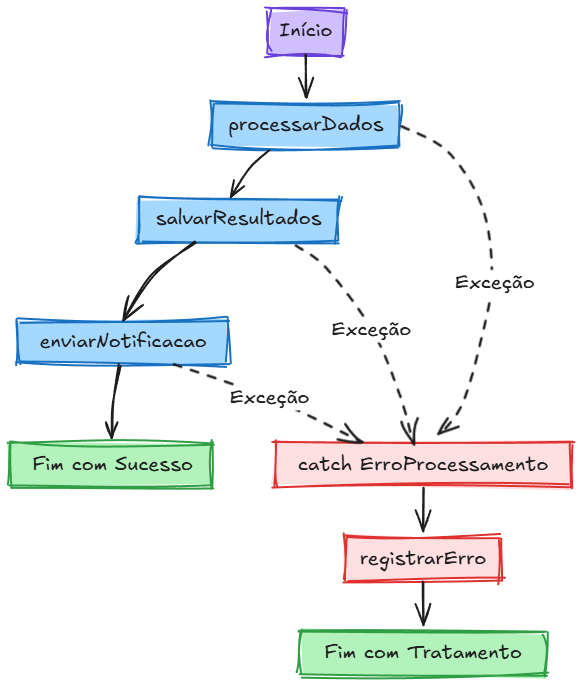 Início
processarDados
salvarResultados
Exceção
Exceção
enviarNotificacao
Exceção
Fim com Sucesso
catch ErroProcessamento
registrarErro
Fim com Tratamento